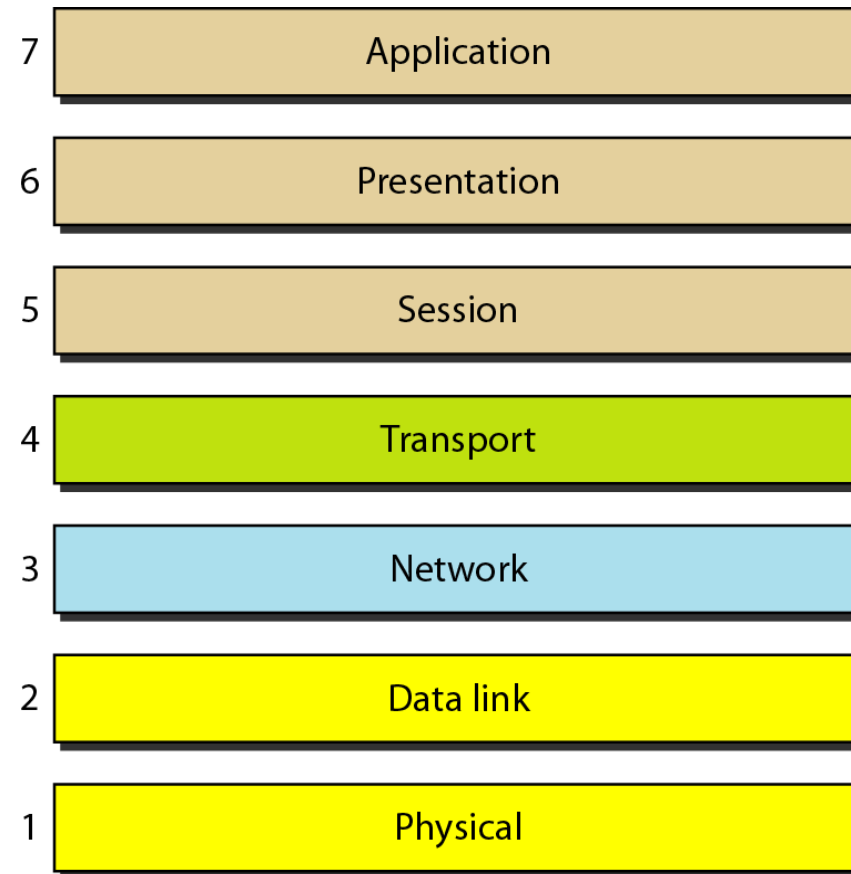 7 Application
6 Presentation
5 Session
4 Transport
3 Network
2 Data link
1 Physical